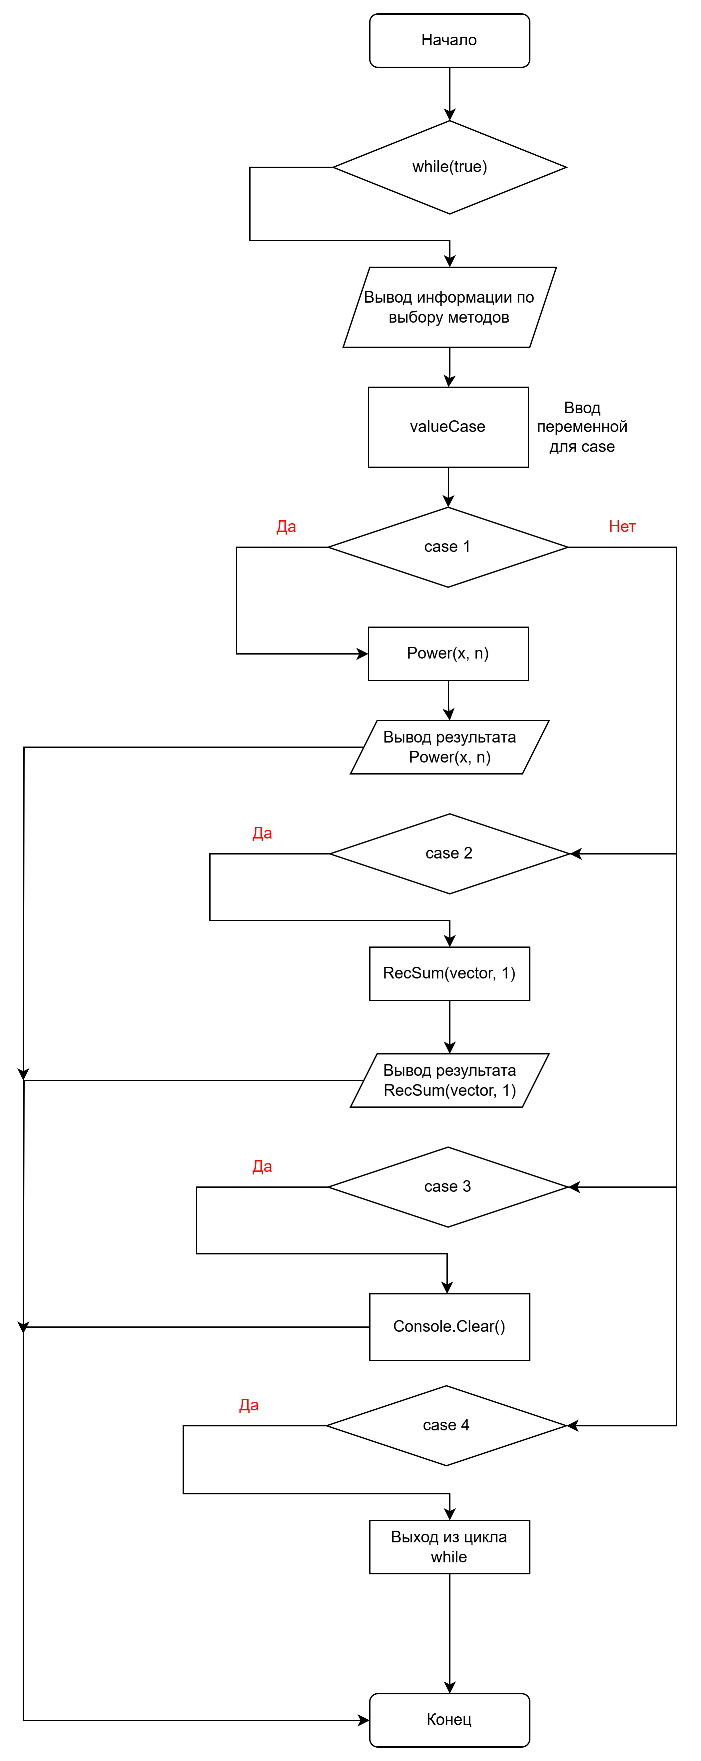 Начало
while(true)
Вывод информации по
выбору методов
valueCase
Ввод
переменной
для case
Да
Нет
case 1
Power(x, n)
Вывод результата
Power(x, n)
Да
case 2
RecSum(vector, 1)
Вывод результата
RecSum(vector, 1)
Да
case 3
Console.Clear()
Да
case 4
Выход из цикла
while
Конец